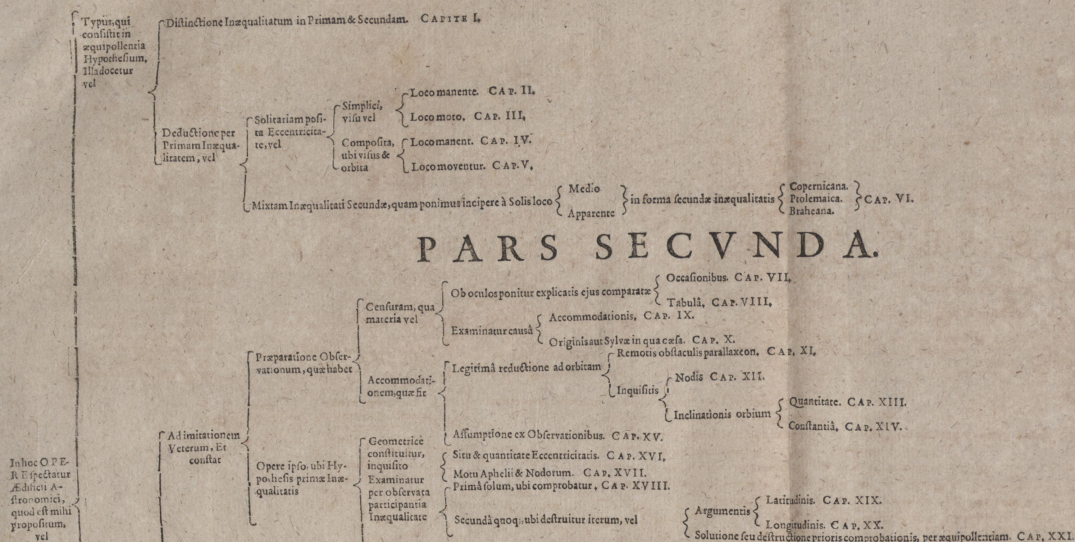 Typus, qui
consistit in
æquipollentia
Hypothesium,
Illa docetur
vel
Distinctione Inæqualitatum in Primam & Secundam. CAPITE I.
Deductione per
Primam Inæqua-
litatem, vel
Solitariam posi-
ta Eccentricita-
te, vel
Simplici,
visu vel
Loco manente. CAP. II.
Loco moto. CAP. III.
Composita,
ubi visus &
orbita
Loco manent. CAP. IV.
Loco moventur. CAP. V.
Mixtam Inæqualitati Secundæ, quam ponimus incipere à Solis loco
Medio
Apparente
in forma secundæ inæqualitatis
Copernicana.
Ptolemaica.
Braheana.
CAP. VI.
PARS SECVNDA.
In hoc OPE-
RE spectatur
Ædificii A-
stronomici,
quod est mihi
propositum,
vel
Ad imitationem
Veterum, Et
constat
Præparatione Obser-
vationum, quæ habet
Censuram, qua
materia vel
Ob oculos ponitur explicatis ejus comparatæ
Occasionibus. CAP. VII.
Tabulâ, CAP. VIII.
Examinatur causâ
Accommodationis, CAP. IX.
Originis aut Sylvæ in qua cæsa. CAP. X.
Accommodati-
onem, quæ fit
Legitimâ reductione ad orbitam
Remotis obstaculis parallaxeon. CAP. XI.
Inquisitis
Nodis CAP. XII.
Inclinationis orbium
Quantitate. CAP. XIII.
Constantiâ, CAP. XIV.
Assumptione ex Observationibus. CAP. XV.
Opere ipso, ubi Hy-
pothesis primæ Inæ-
qualitatis
Geometricè
constituitur,
inquisito
Situ & quantitate Eccentricitatis. CAP. XVI.
Motu Aphelii & Nodorum. CAP. XVII.
Examinatur
per observata
participantia
Inæqualitate
Primâ solum, ubi comprobatur, CAP. XVIII.
Secundâ quoq; ubi destruitur iterum, vel
Argumentis
Latitudinis. CAP. XIX.
Longitudinis. CAP. XX.
Solutione seu destructione prioris comprobationis, per æquipollentiam. CAP. XXI.